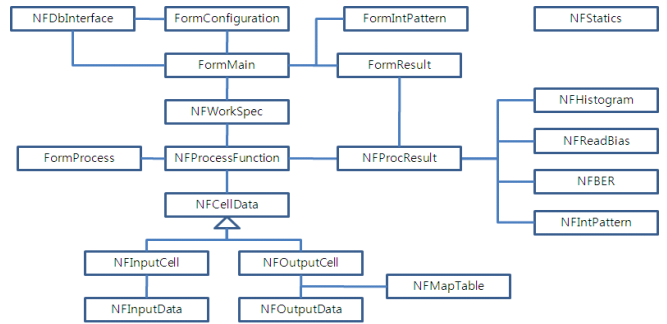 NFDbInterface
FormConfiguration
FormIntPattern
NFStatics
FormMain
FormResult
NFWorkSpec
NFHistogram
NFReadBias
FormProcess
NFProcessFunction
NFProcResult
NFBER
NFCellData
NFIntPattern
NFInputCell
NFOutputCell
NFMapTable
NFInputData
NFOutputData